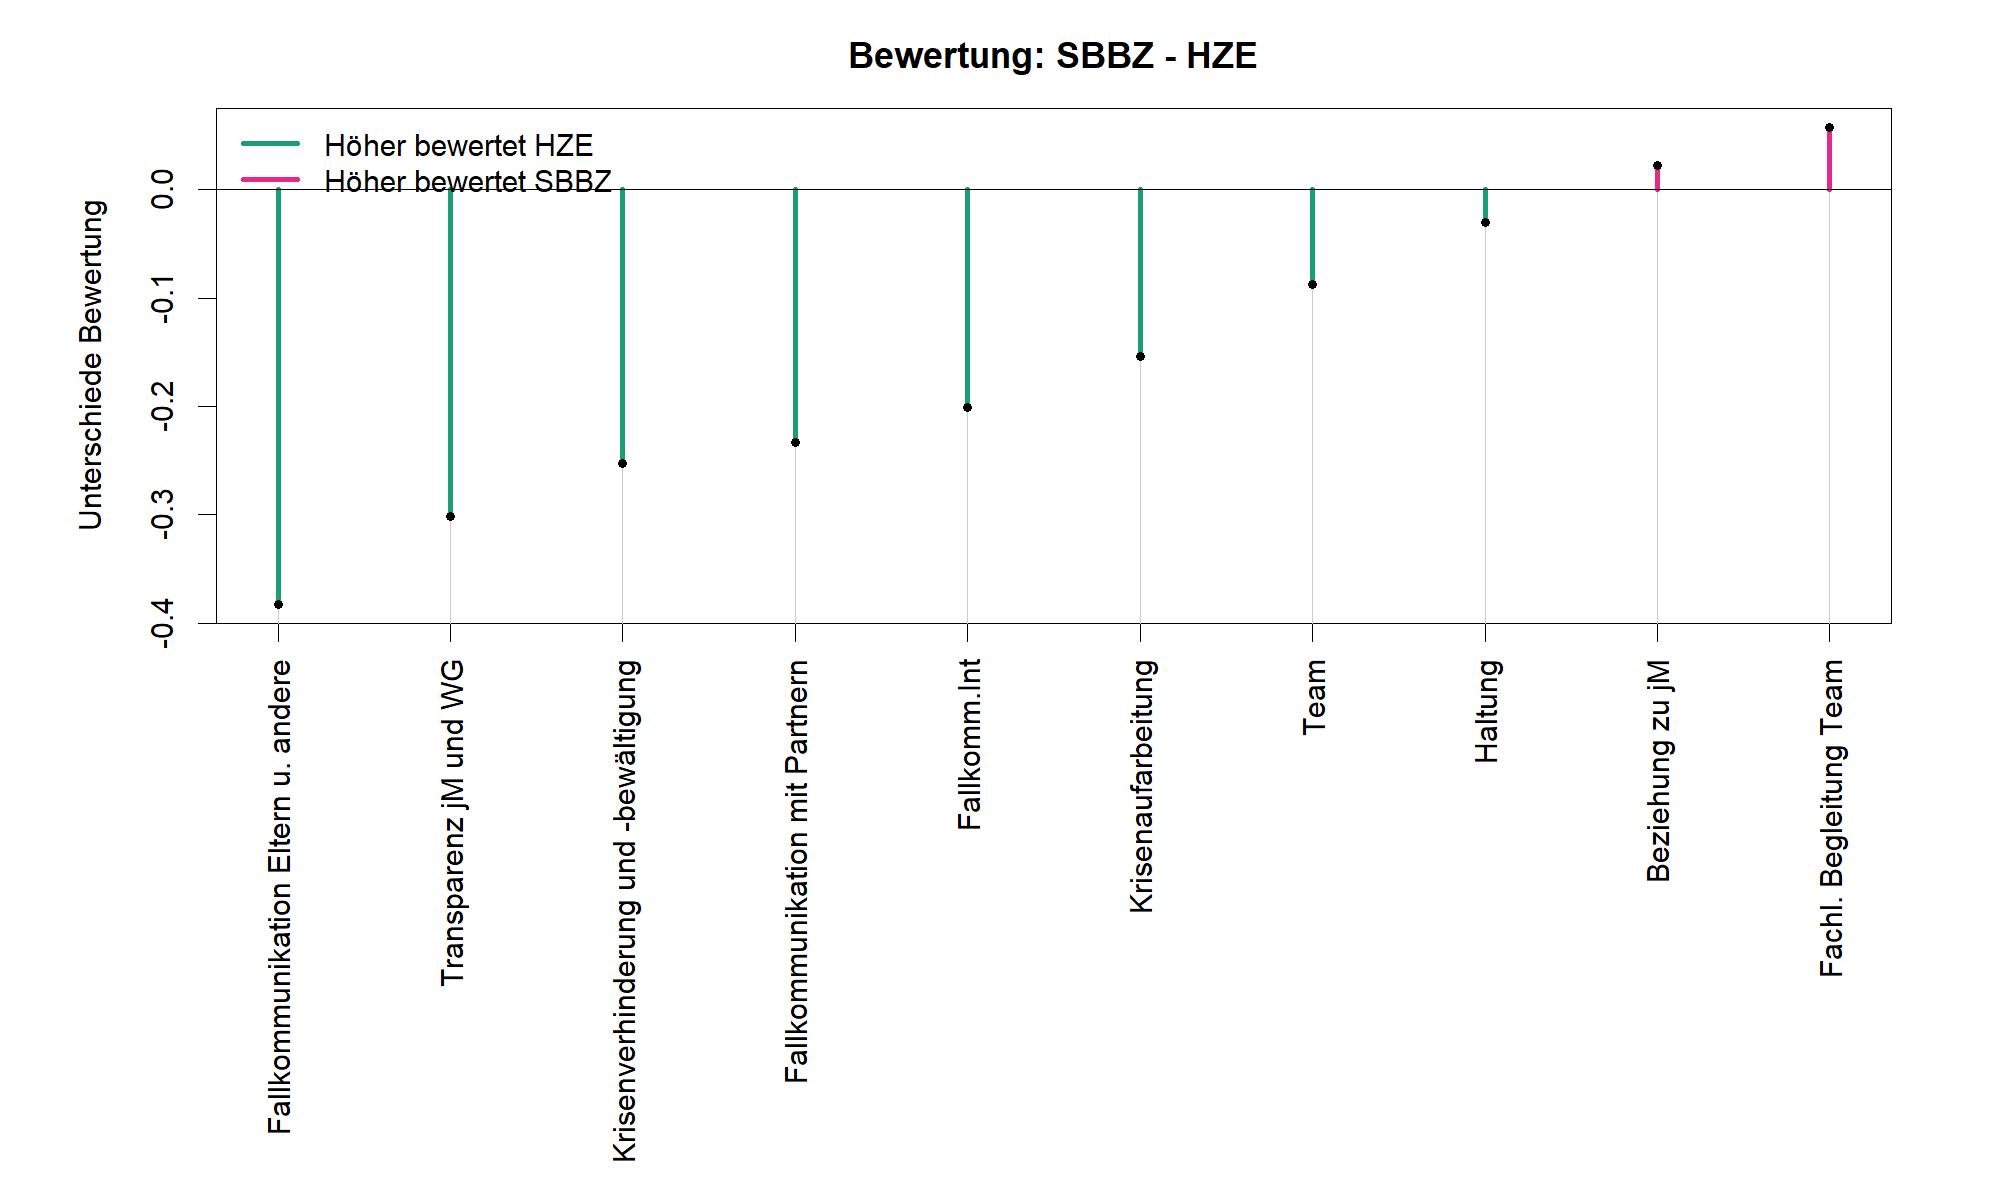 Bewertung: SBBZ - HZE
Höher bewertet HZE
Höher bewertet SBBZ
Unterschiede Bewertung
0.0
-0.1
-0.2
-0.3
-0.4
Fallkommunikation Eltern u. andere
Transparenz jM und WG
Krisenverhinderung und -bewältigung
Fallkommunikation mit Partnern
Fallkomm.Int
Krisenaufarbeitung
Team
Haltung
Beziehung zu jM
Fachl. Begleitung Team